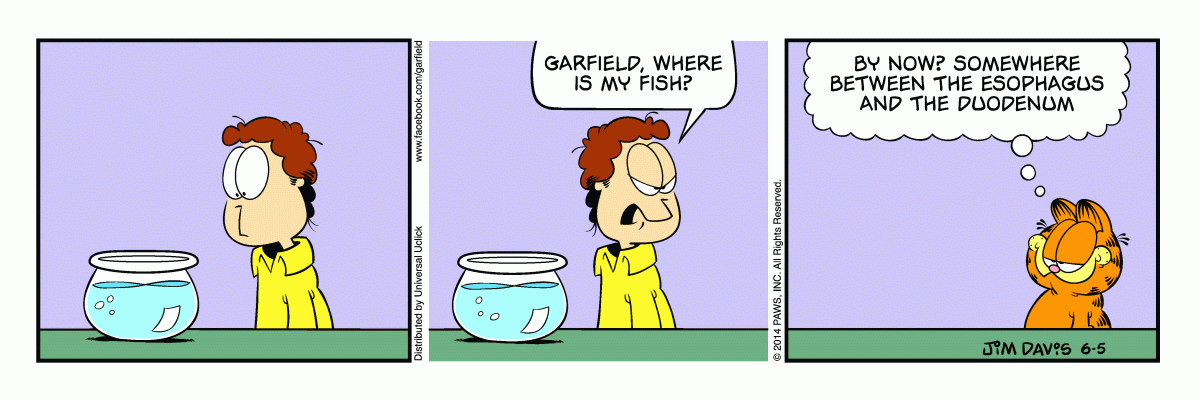 www.facebook.com/garfield
Distributed by Universal Uclick
GARFIELD, WHERE
IS MY FISH?
© 2014 PAWS, INC. All Rights Reserved.
BY NOW? SOMEWHERE
BETWEEN THE ESOPHAGUS
AND THE DUODENUM
JIM DAVIS 6-5